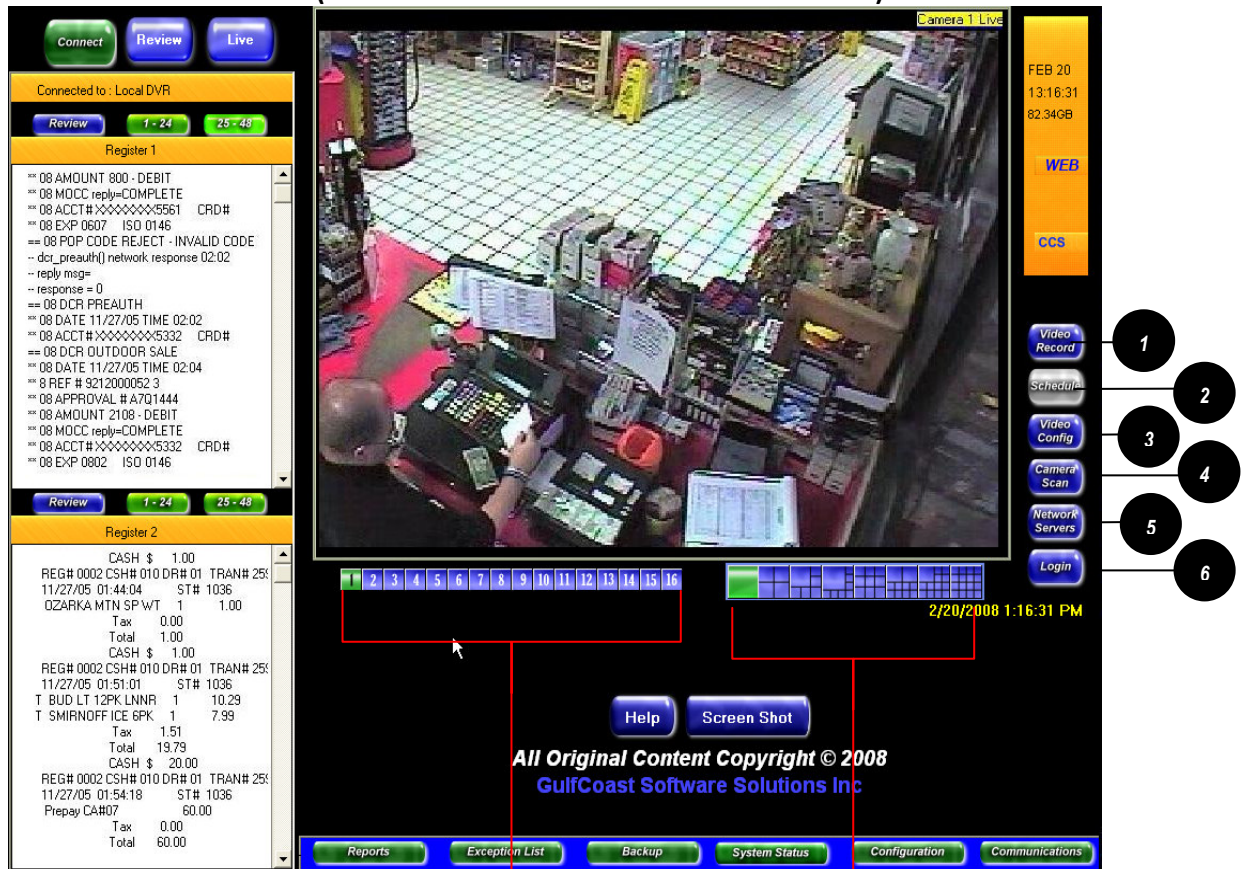 Connect
Review
Live
Connected to : Local DVR
Review
1 - 24
25 - 48
Register 1
** 08 AMOUNT 800 - DEBIT
** 08 MOCC reply=COMPLETE
** 08 ACCT# XXXXXXX5561 CRD#
** 08 EXP 0607 ISO 0146
== 08 POP CODE REJECT - INVALID CODE
-- dcr_preauth() network response 02:02
-- reply msg=
-- response = 0
== 08 DCR PREAUTH
** 08 DATE 11/27/05 TIME 02:02
** 08 ACCT# XXXXXXX5332 CRD#
== 08 DCR OUTDOOR SALE
** 08 DATE 11/27/05 TIME 02:04
** 8 REF # 9212000052 3
** 08 APPROVAL # A7Q1444
** 08 AMOUNT 2108 - DEBIT
** 08 MOCC reply=COMPLETE
** 08 ACCT# XXXXXXX5332 CRD#
** 08 EXP 0802 ISO 0146
Review
1 - 24
25 - 48
Register 2
CASH $ 1.00
REG# 0002 CSH# 010 DR# 01 TRAN# 255
11/27/05 01:44:04 ST# 1036
OZARKA MTN SP WT 1 1.00
Tax 0.00
Total 1.00
CASH $ 1.00
REG# 0002 CSH# 010 DR# 01 TRAN# 255
11/27/05 01:51:01 ST# 1036
T BUD LT 12PK LNNR 1 10.29
T SMIRNOFF ICE 6PK 1 7.99
Tax 1.51
Total 19.79
CASH $ 20.00
REG# 0002 CSH# 010 DR# 01 TRAN# 255
11/27/05 01:54:18 ST# 1036
Prepay CA#07 60.00
Tax 0.00
Total 60.00
Camera 1 Live
FEB 20
13:16:31
82.34GB
WEB
CCS
Video Record
1
Schedule
2
Video Config
3
Camera Scan
4
Network Servers
5
Login
6
1 2 3 4 5 6 7 8 9 10 11 12 13 14 15 16
2/20/2008 1:16:31 PM
Help
Screen Shot
All Original Content Copyright © 2008
GulfCoast Software Solutions Inc
Reports
Exception List
Backup
System Status
Configuration
Communications